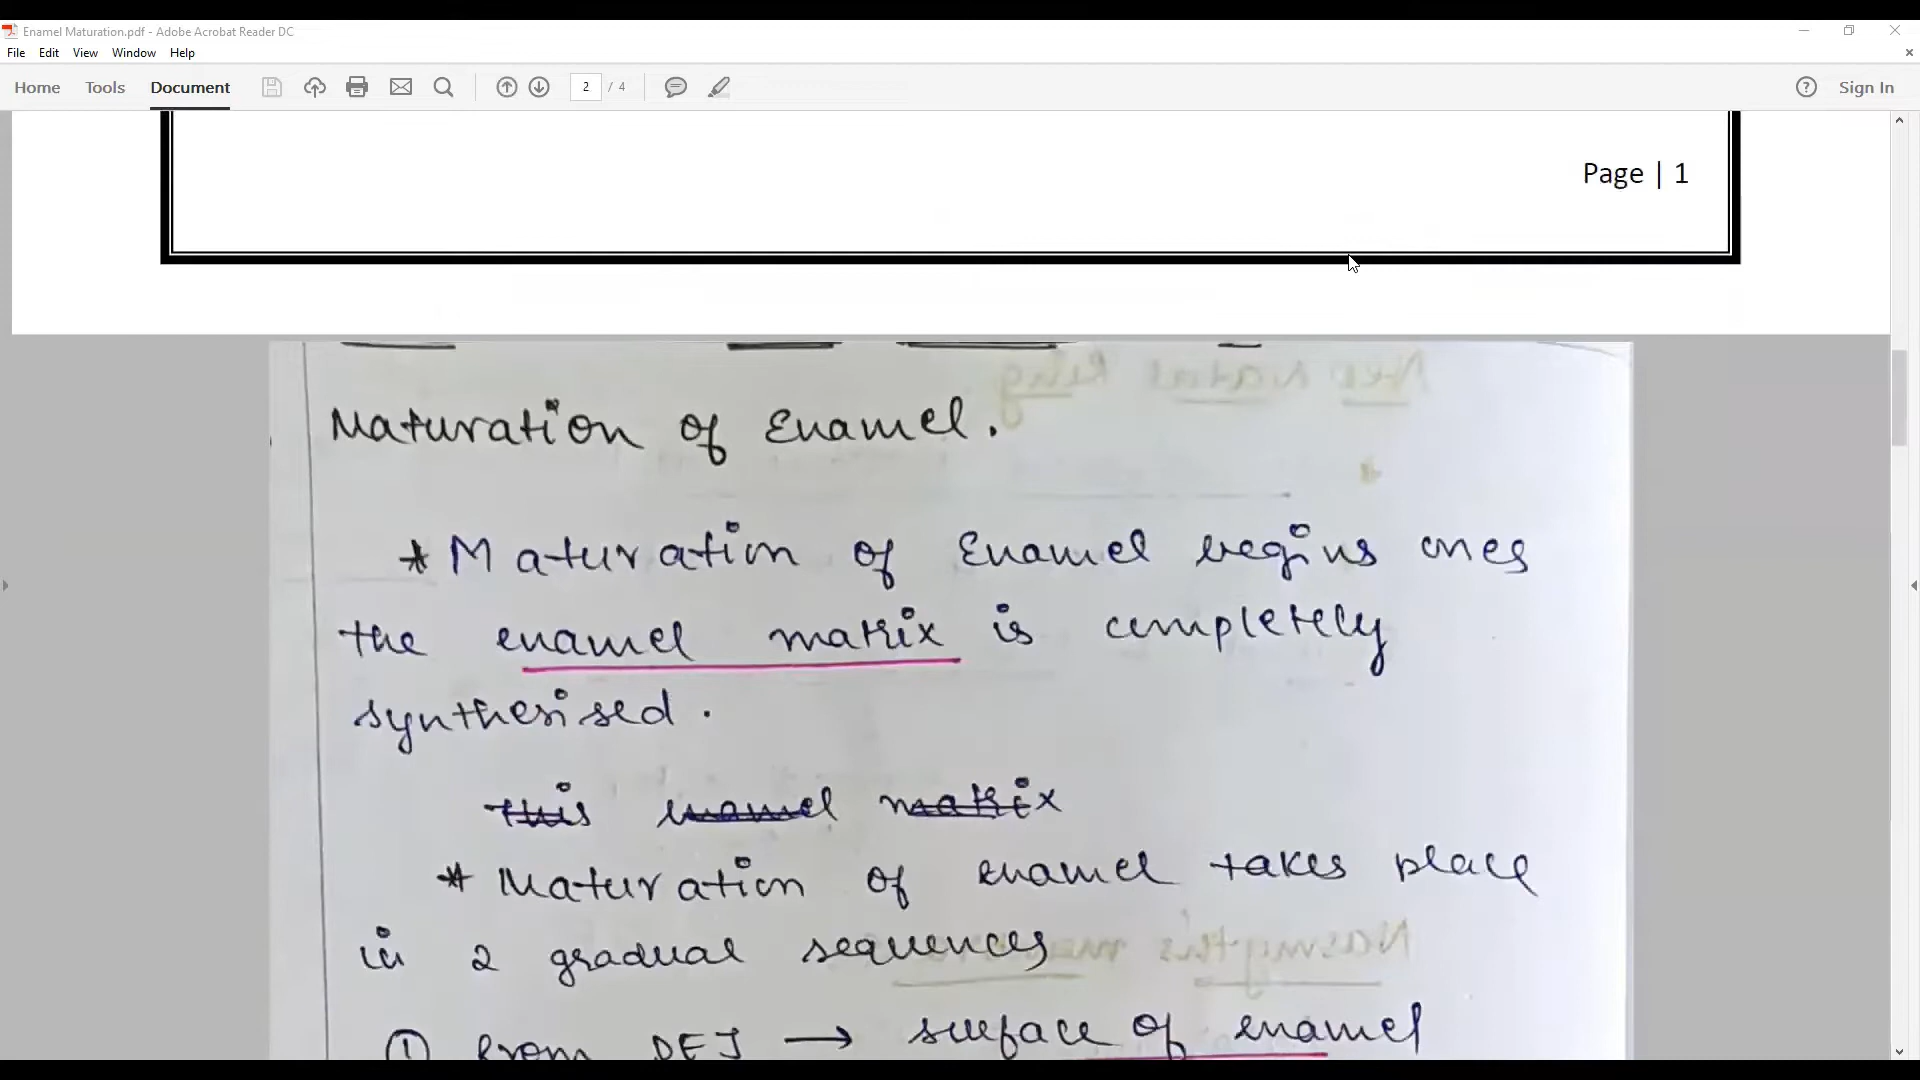 Enamel Maturation.pdf - Adobe Acrobat Reader DC
File Edit View Window Help
Home Tools Document 2 / 4 Sign In
Page | 1
Maturation of Enamel.
* Maturation of Enamel begins ones
the enamel matrix is completely
synthesised.
this enamel matrix
* Maturation of enamel takes place
in 2 gradual sequences
① From DEJ → surface of enamel